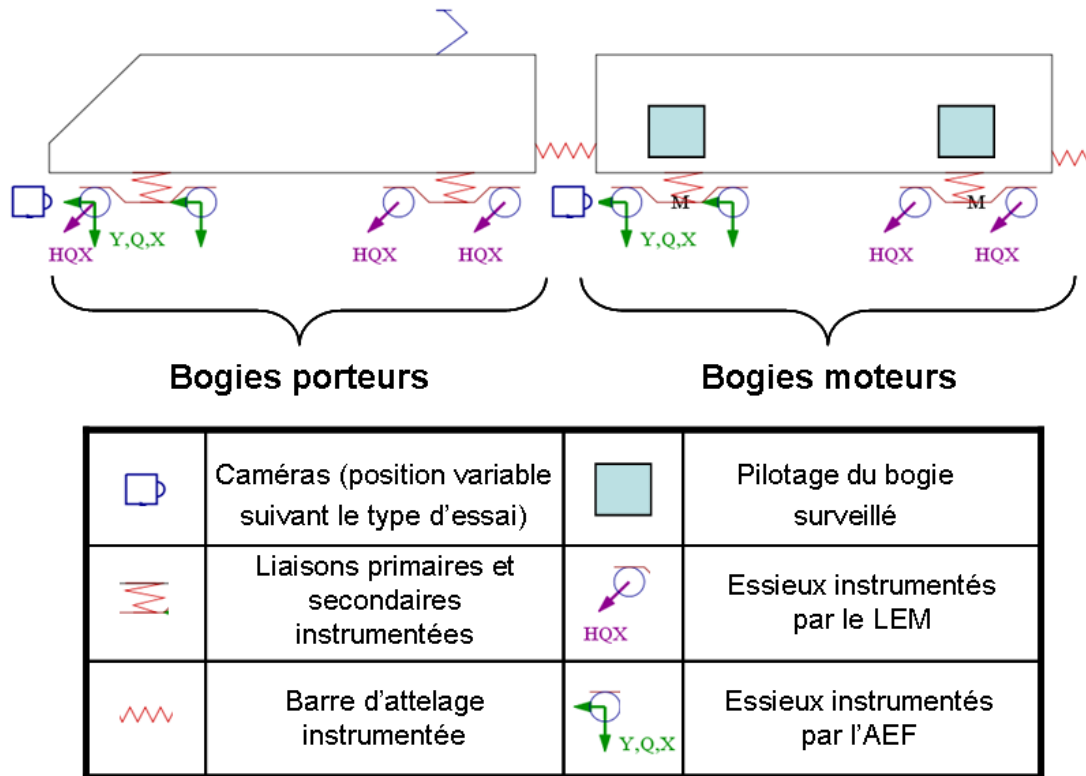 M
M
HQX
Y,Q,X
HQX
HQX
Y,Q,X
HQX
HQX
Bogies porteurs
Bogies moteurs
Caméras (position variable
suivant le type d'essai)
Pilotage du bogie
surveillé
Liaisons primaires et
secondaires
instrumentées
HQX
Essieux instrumentés
par le LEM
Barre d'attelage
instrumentée
Y,Q,X
Essieux instrumentés
par l'AEF